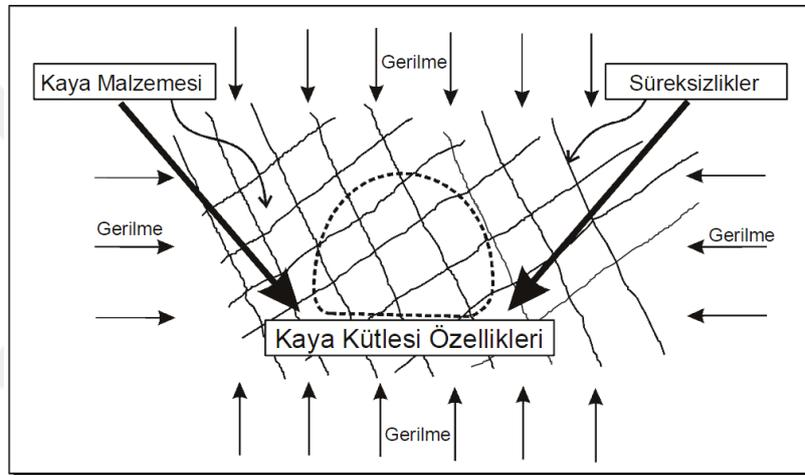 Gerilme
Kaya Malzemesi
Süreksizlikler
Gerilme
Gerilme
Kaya Kütlesi Özellikleri
Gerilme